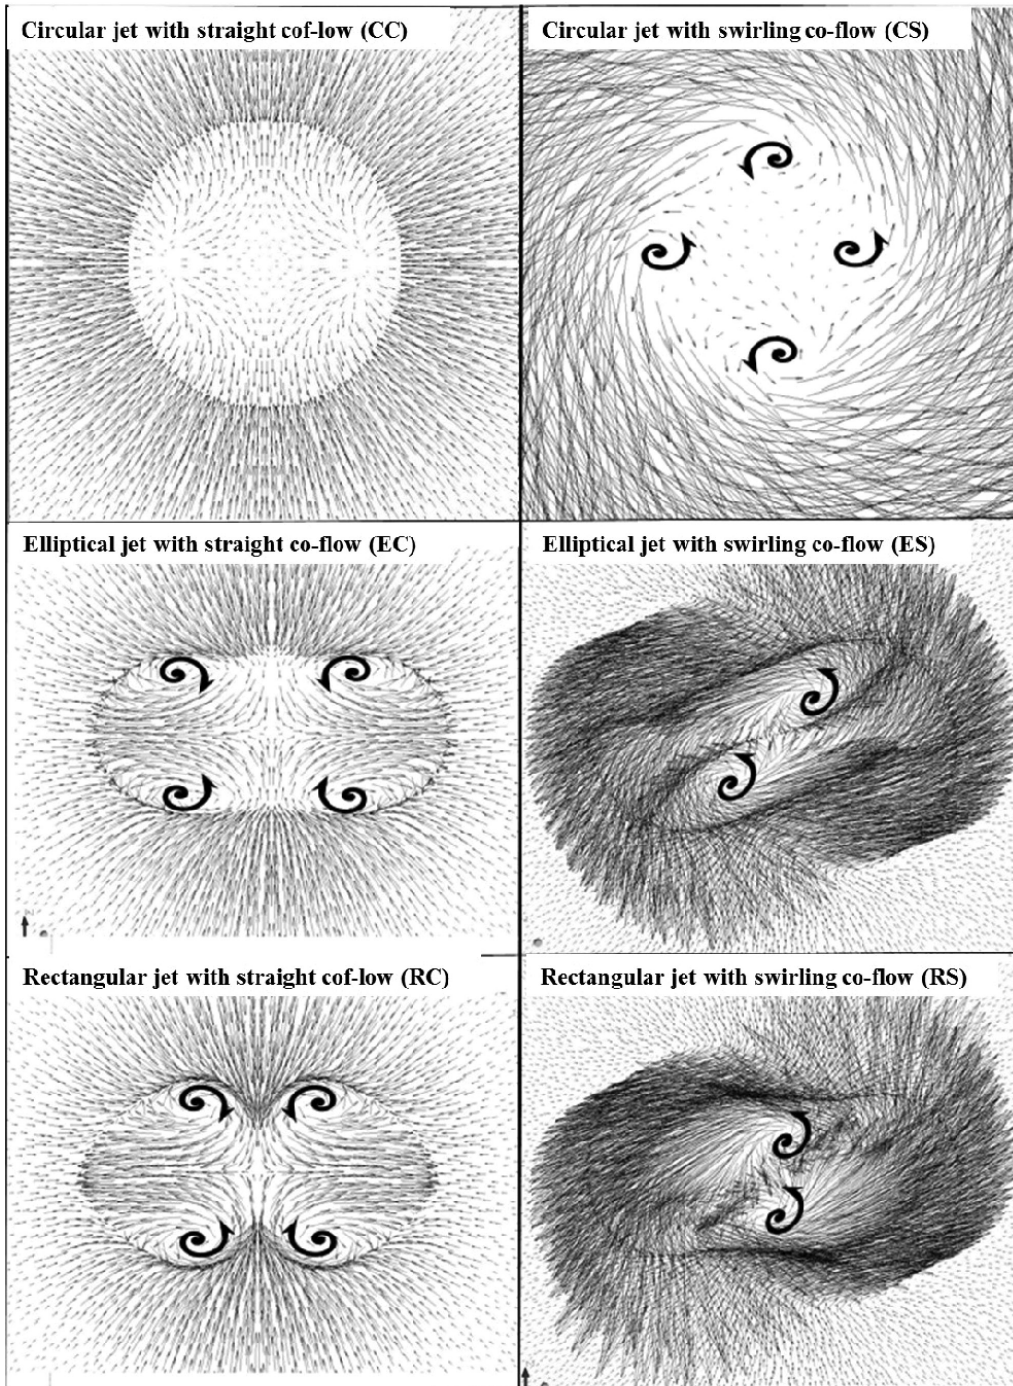 Circular jet with straight cof-low (CC)
Circular jet with swirling co-flow (CS)
Elliptical jet with straight co-flow (EC)
Elliptical jet with swirling co-flow (ES)
Rectangular jet with straight cof-low (RC)
Rectangular jet with swirling co-flow (RS)